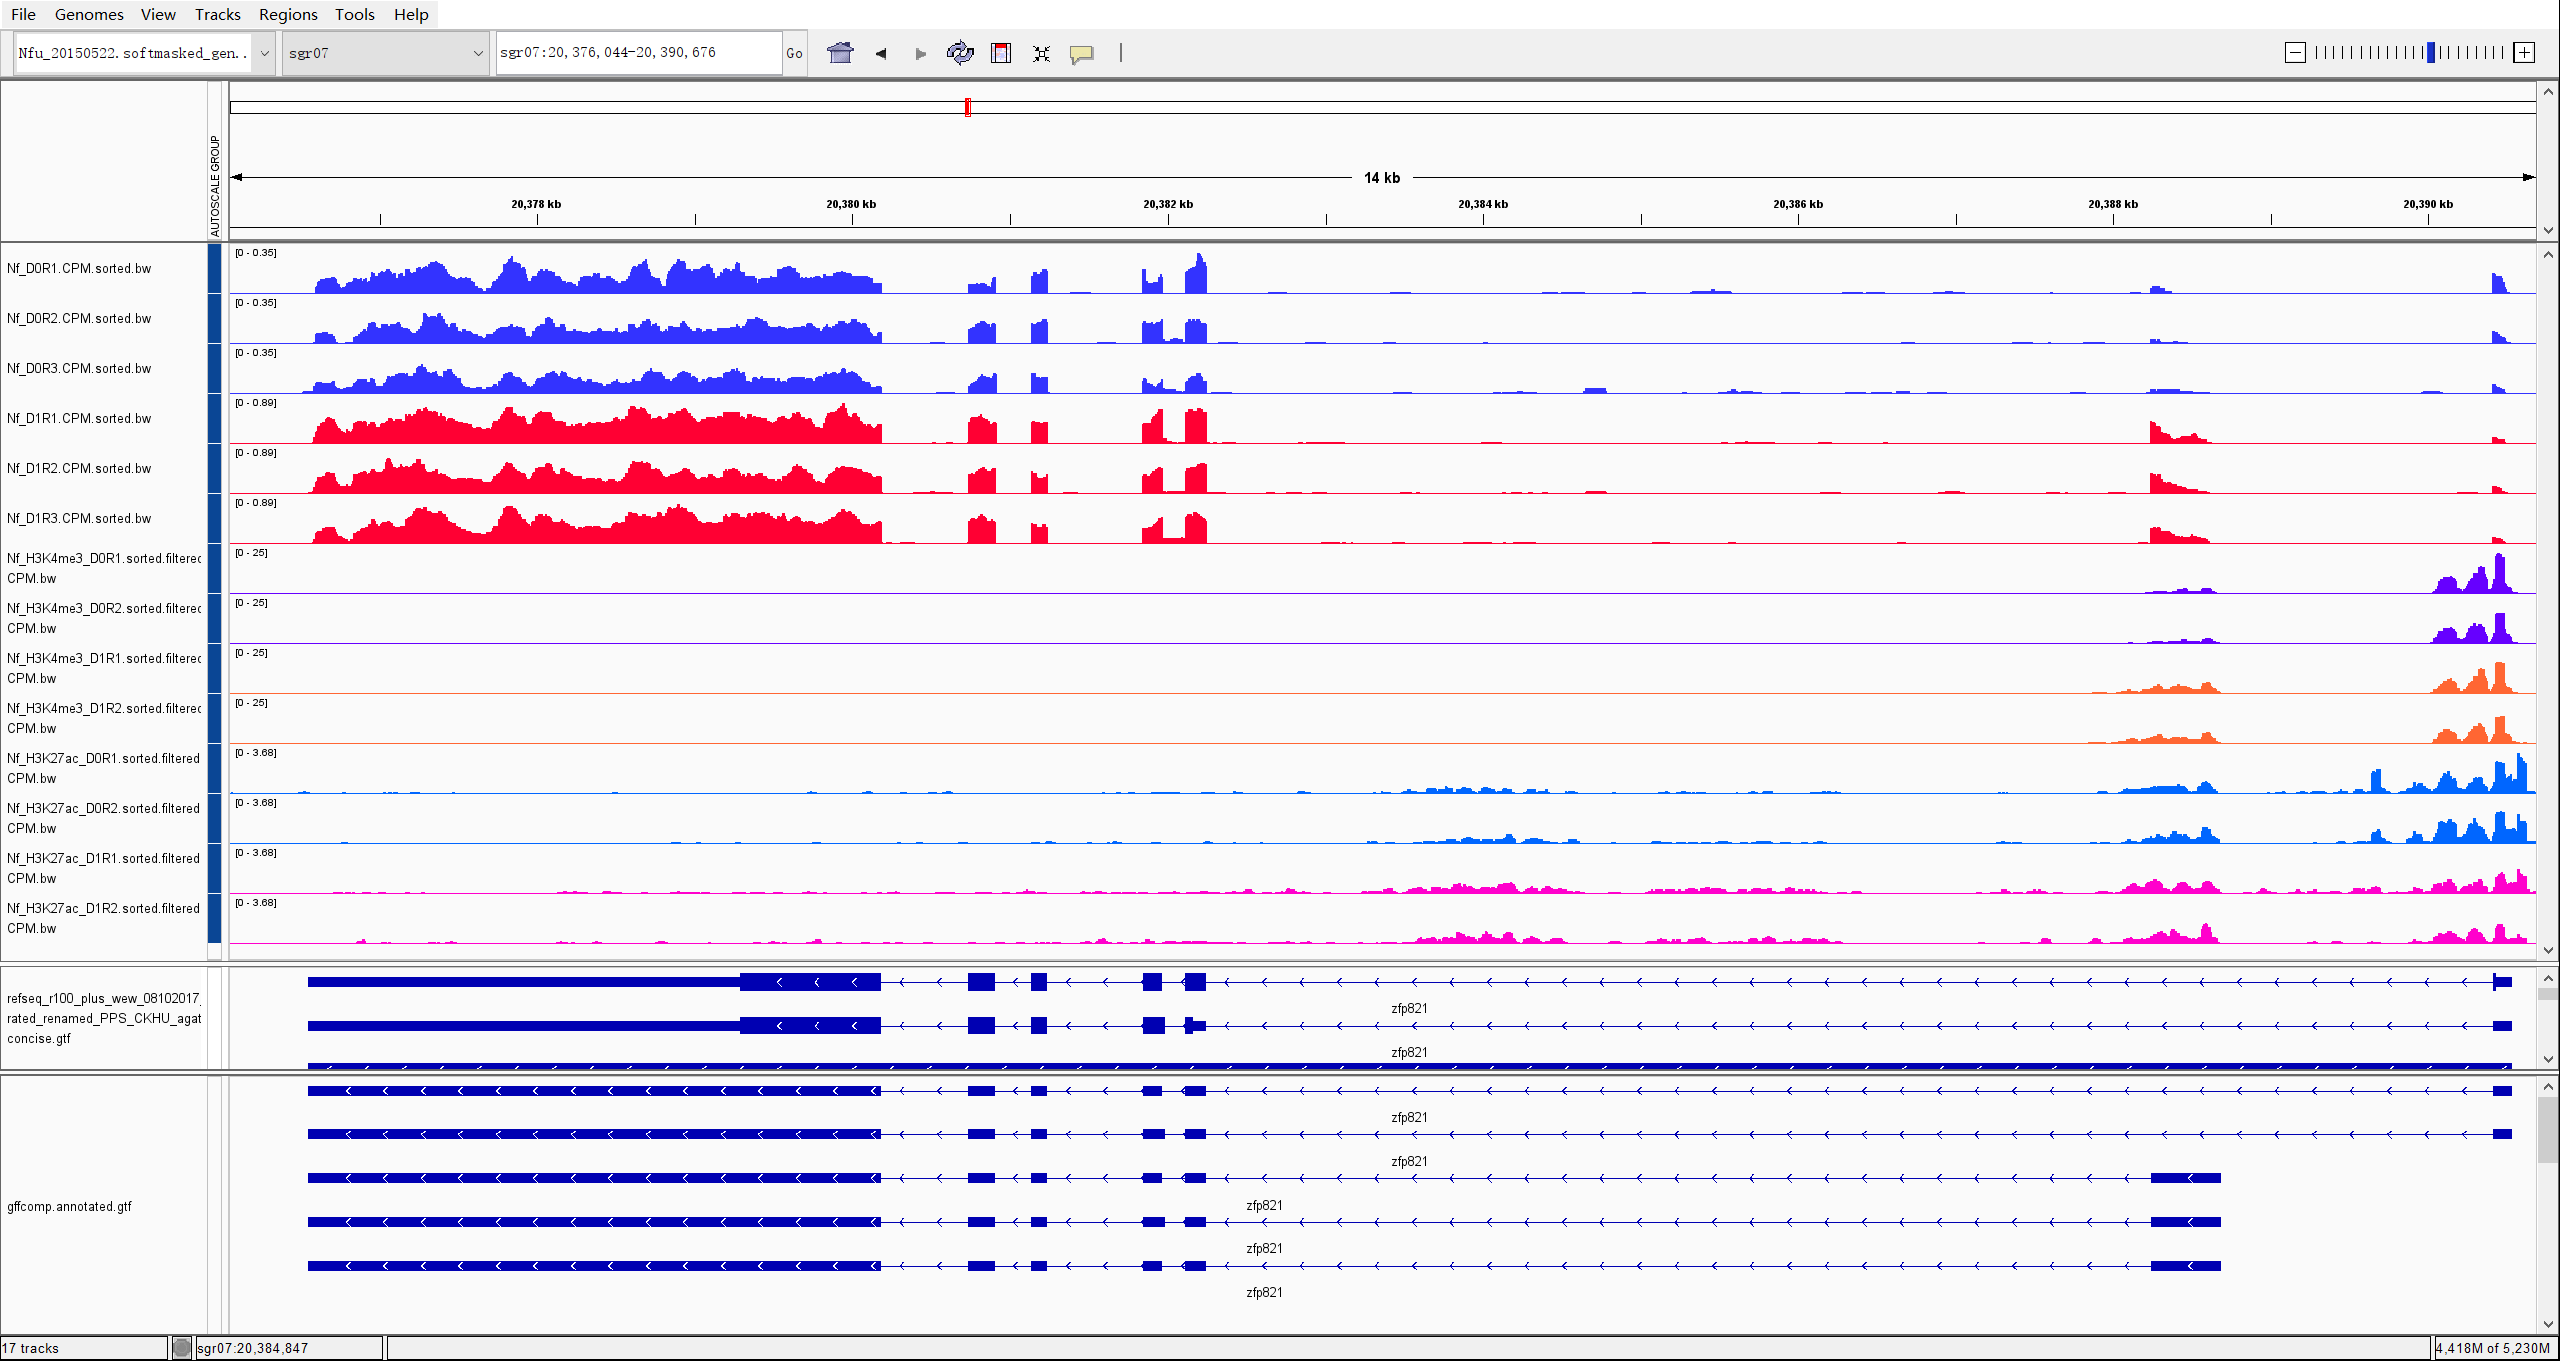 File Genomes View Tracks Regions Tools Help
Nfu_20150522.softmasked_gen.. sgr07 sgr07:20,376,044-20,390,676 Go
AUTOSCALE GROUP
14 kb
20,378 kb 20,380 kb 20,382 kb 20,384 kb 20,386 kb 20,388 kb 20,390 kb
Nf_D0R1.CPM.sorted.bw [0 - 0.35]
Nf_D0R2.CPM.sorted.bw [0 - 0.35]
Nf_D0R3.CPM.sorted.bw [0 - 0.35]
Nf_D1R1.CPM.sorted.bw [0 - 0.89]
Nf_D1R2.CPM.sorted.bw [0 - 0.89]
Nf_D1R3.CPM.sorted.bw [0 - 0.89]
Nf_H3K4me3_D0R1.sorted.filtered [0 - 25]
CPM.bw
Nf_H3K4me3_D0R2.sorted.filtered [0 - 25]
CPM.bw
Nf_H3K4me3_D1R1.sorted.filtered [0 - 25]
CPM.bw
Nf_H3K4me3_D1R2.sorted.filtered [0 - 25]
CPM.bw
Nf_H3K27ac_D0R1.sorted.filtered [0 - 3.68]
CPM.bw
Nf_H3K27ac_D0R2.sorted.filtered [0 - 3.68]
CPM.bw
Nf_H3K27ac_D1R1.sorted.filtered [0 - 3.68]
CPM.bw
Nf_H3K27ac_D1R2.sorted.filtered [0 - 3.68]
CPM.bw
refseq_r100_plus_wew_08102017_
rated_renamed_PPS_CKHU_agat
concise.gtf
zfp821
zfp821
gffcomp.annotated.gtf
zfp821
zfp821
zfp821
zfp821
zfp821
17 tracks sgr07:20,384,847 4,418M of 5,230M